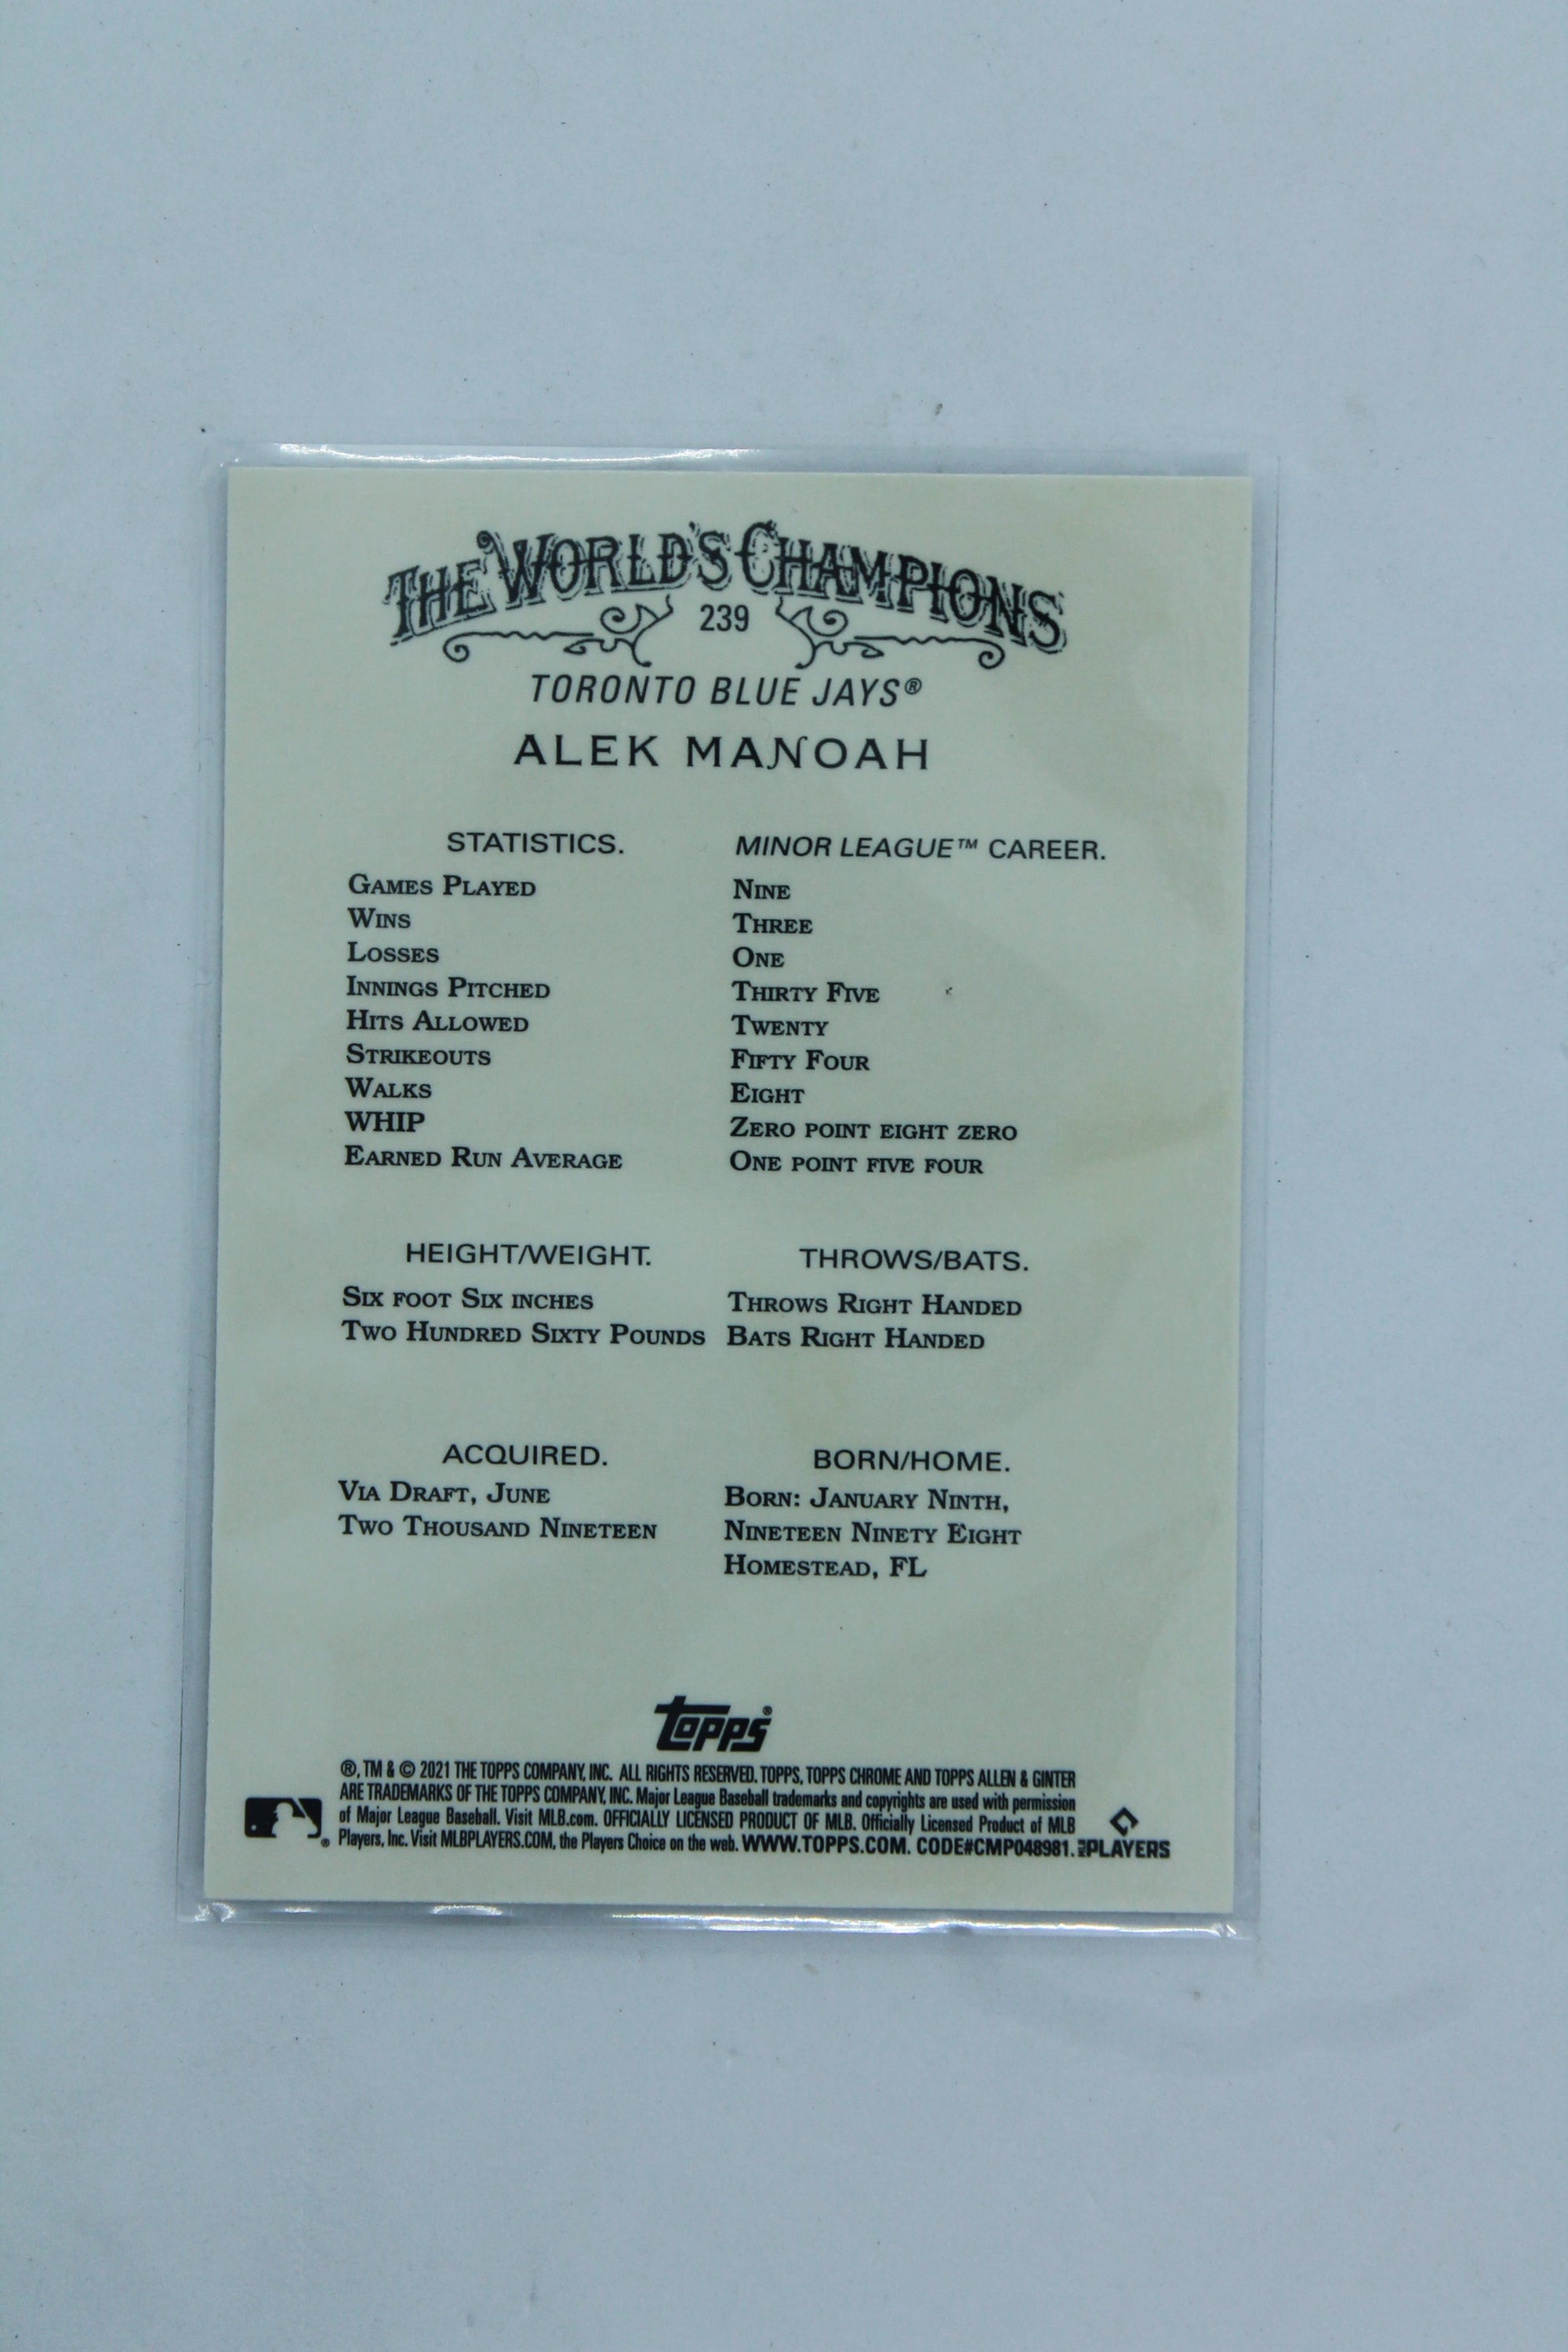 THE WORLD'S CHAMPIONS
239
TORONTO BLUE JAYS®
ALEK MANOAH
STATISTICS. MINOR LEAGUE™ CAREER.
GAMES PLAYED NINE
WINS THREE
LOSSES ONE
INNINGS PITCHED THIRTY FIVE
HITS ALLOWED TWENTY
STRIKEOUTS FIFTY FOUR
WALKS EIGHT
WHIP ZERO POINT EIGHT ZERO
EARNED RUN AVERAGE ONE POINT FIVE FOUR
HEIGHT/WEIGHT. THROWS/BATS.
SIX FOOT SIX INCHES THROWS RIGHT HANDED
TWO HUNDRED SIXTY POUNDS BATS RIGHT HANDED
ACQUIRED. BORN/HOME.
VIA DRAFT, JUNE BORN: JANUARY NINTH,
TWO THOUSAND NINETEEN NINETEEN NINETY EIGHT
HOMESTEAD, FL
topps®
®, TM & © 2021 THE TOPPS COMPANY, INC. ALL RIGHTS RESERVED. TOPPS, TOPPS CHROME AND TOPPS ALLEN & GINTER
ARE TRADEMARKS OF THE TOPPS COMPANY, INC. Major League Baseball trademarks and copyrights are used with permission
of Major League Baseball. Visit MLB.com. OFFICIALLY LICENSED PRODUCT OF MLB. Officially Licensed Product of MLB
Players, Inc. Visit MLBPLAYERS.COM, the Players Choice on the web. WWW.TOPPS.COM. CODE#CMP048981. PLAYERS